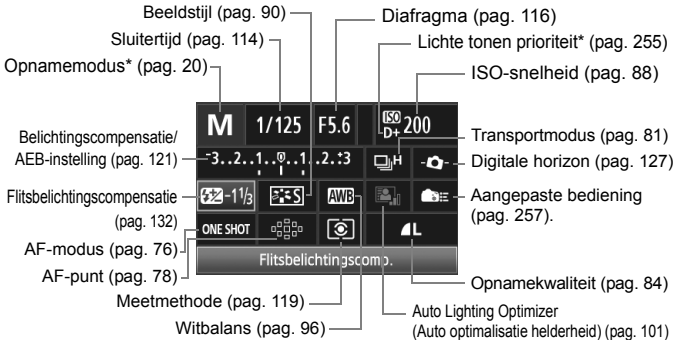 Beeldstijl (pag. 90)
Diafragma (pag. 116)
Sluitertijd (pag. 114)
Lichte tonen prioriteit* (pag. 255)
Opnamemodus* (pag. 20)
ISO-snelheid (pag. 88)
M 1/125 F5.6 ISO D+ 200
Belichtingscompensatie/
AEB-instelling (pag. 121)
-3..2..1..0..1..2..+3
H
Transportmodus (pag. 81)
Digitale horizon (pag. 127)
Flitsbelichtingscompensatie
(pag. 132)
-1 1/3
S
AWB
Aangepaste bediening
(pag. 257).
AF-modus (pag. 76)
ONE SHOT
L
AF-punt (pag. 78)
Flitsbelichtingscomp.
Opnamekwaliteit (pag. 84)
Meetmethode (pag. 119)
Witbalans (pag. 96)
Auto Lighting Optimizer
(Auto optimalisatie helderheid) (pag. 101)